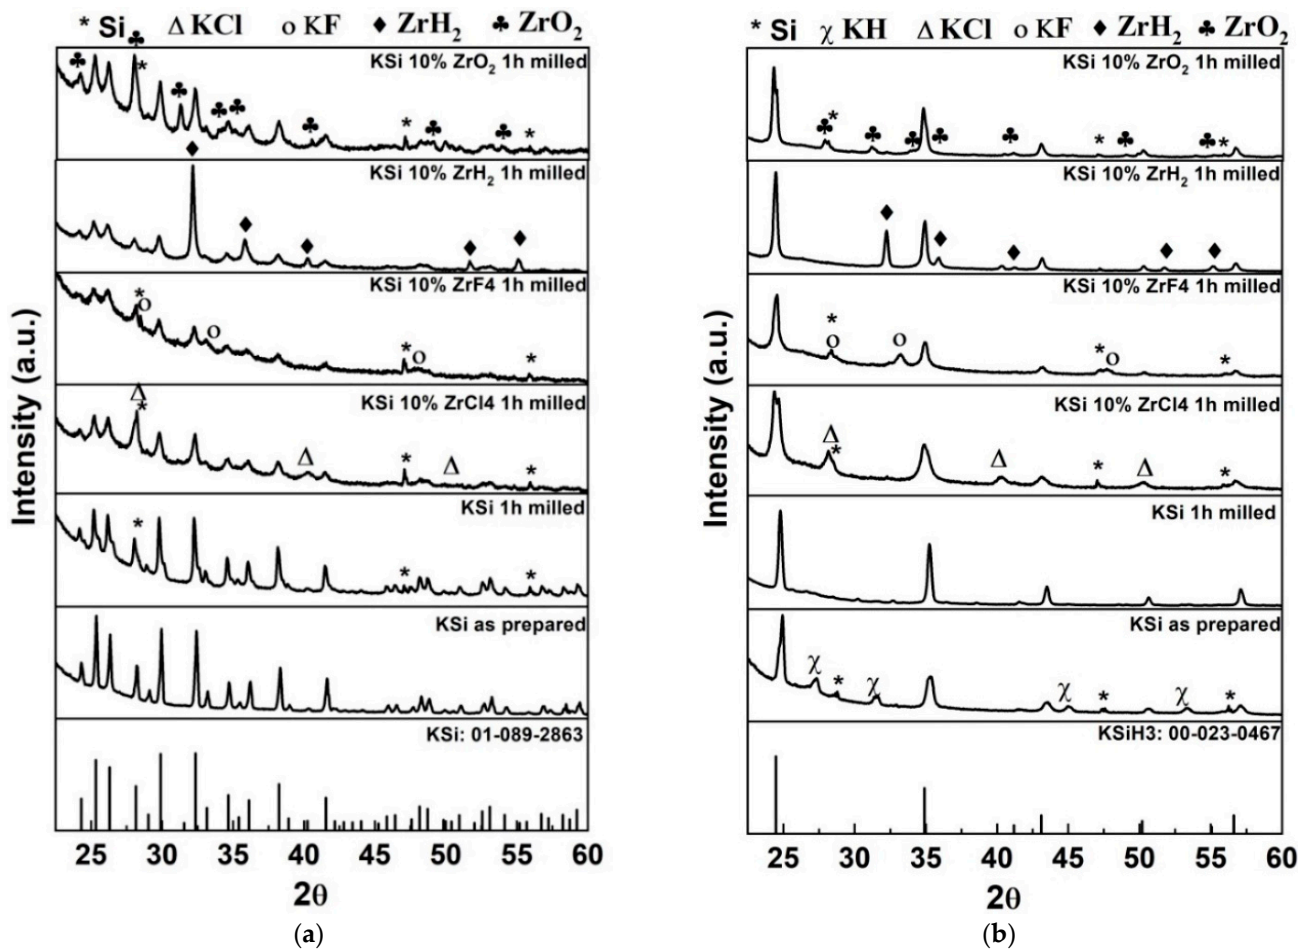 * Si Δ KCl o KF ♦ ZrH₂ ♣ ZrO₂
KSi 10% ZrO₂ 1h milled
KSi 10% ZrH₂ 1h milled
KSi 10% ZrF4 1h milled
KSi 10% ZrCl4 1h milled
KSi 1h milled
KSi as prepared
KSi: 01-089-2863
Intensity (a.u.)
25 30 35 40 45 50 55 60
2θ
(a)
* Si χ KH Δ KCl o KF ♦ ZrH₂ ♣ ZrO₂
KSi 10% ZrO₂ 1h milled
KSi 10% ZrH₂ 1h milled
KSi 10% ZrF4 1h milled
KSi 10% ZrCl4 1h milled
KSi 1h milled
KSi as prepared
KSiH3: 00-023-0467
Intensity (a.u.)
25 30 35 40 45 50 55 60
2θ
(b)